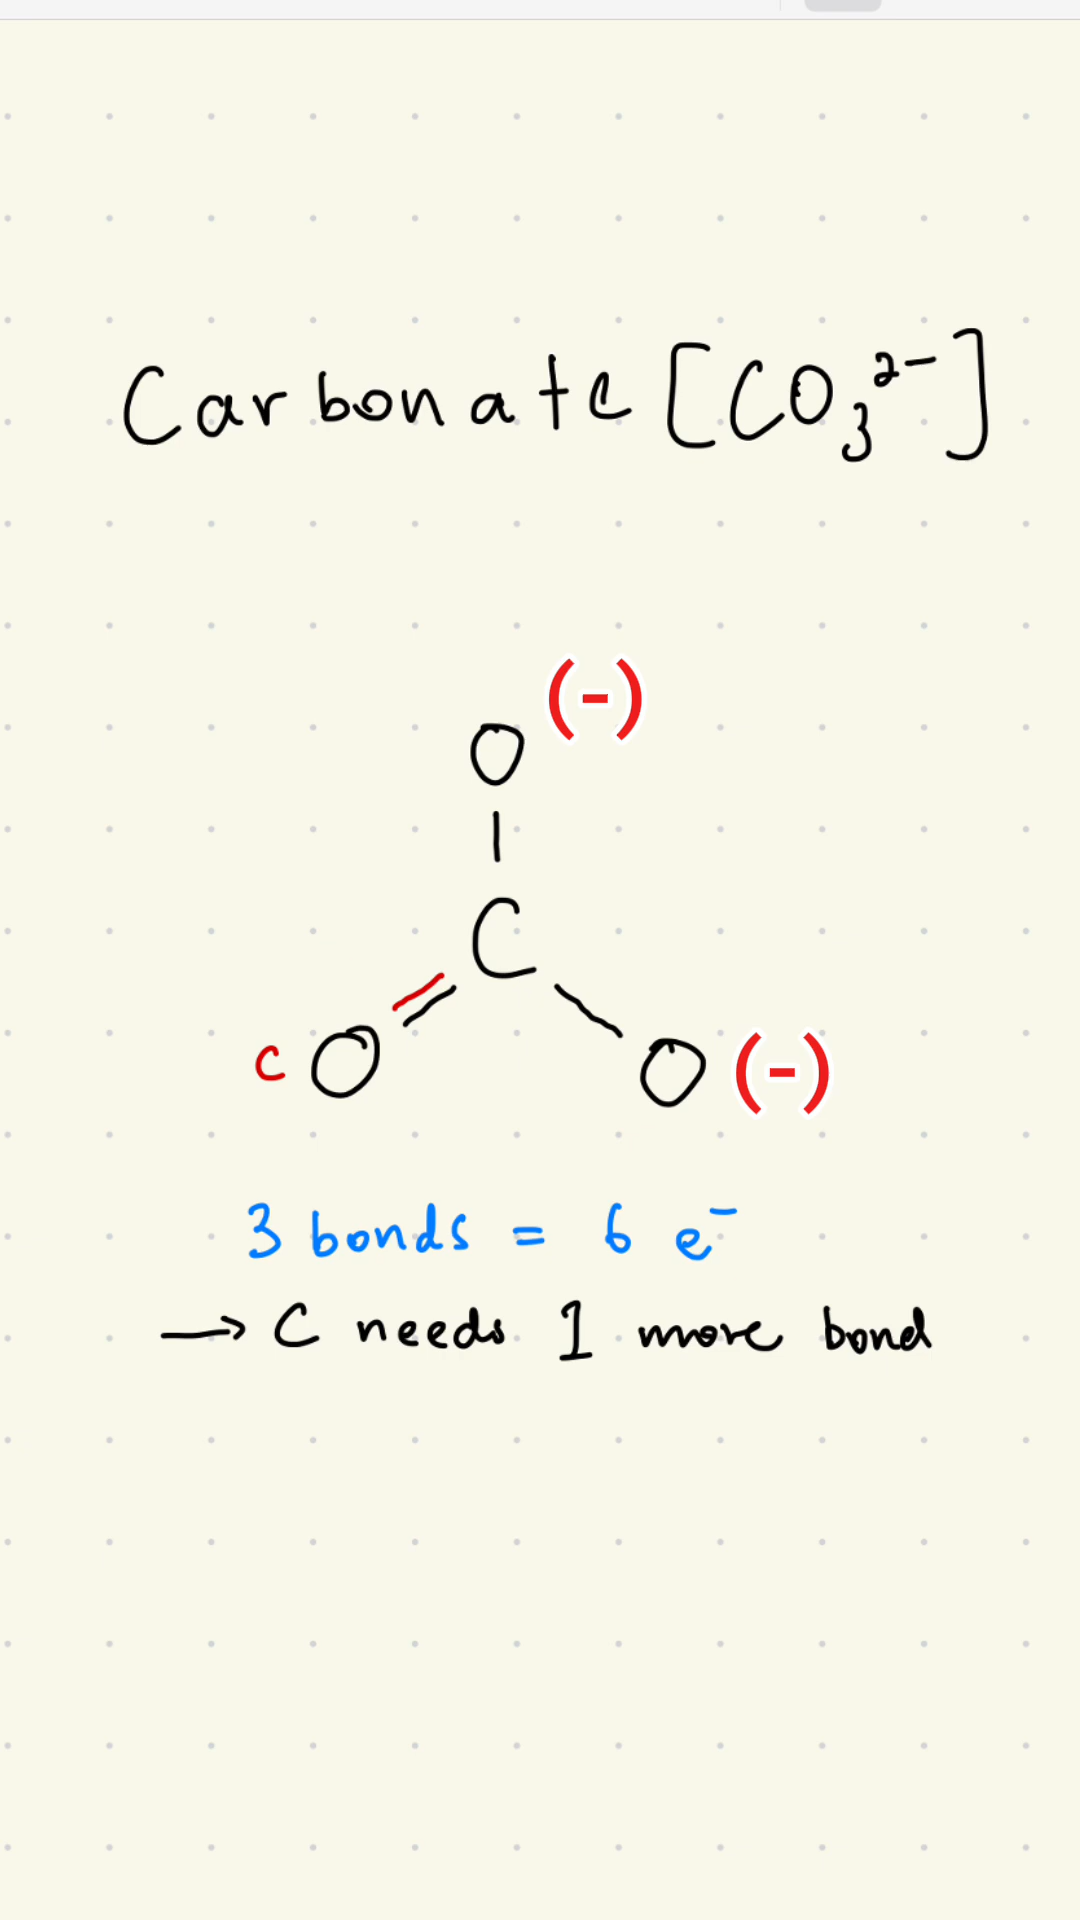 Carbonate [CO₃²⁻]
O (-)
C
c O O (-)
3 bonds = 6 e⁻
→ C needs 1 more bond